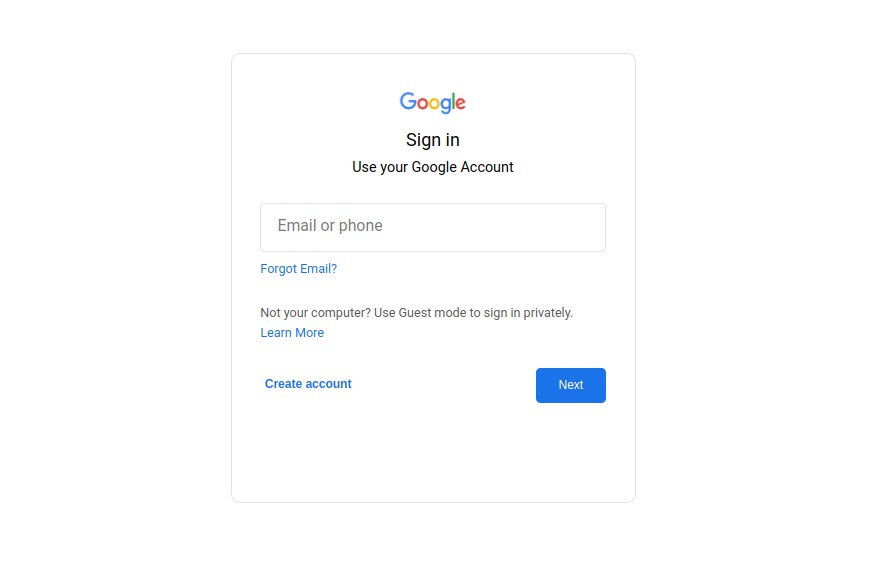 Google
Sign in
Use your Google Account
Email or phone
Forgot Email?
Not your computer? Use Guest mode to sign in privately.
Learn More
Create account
Next